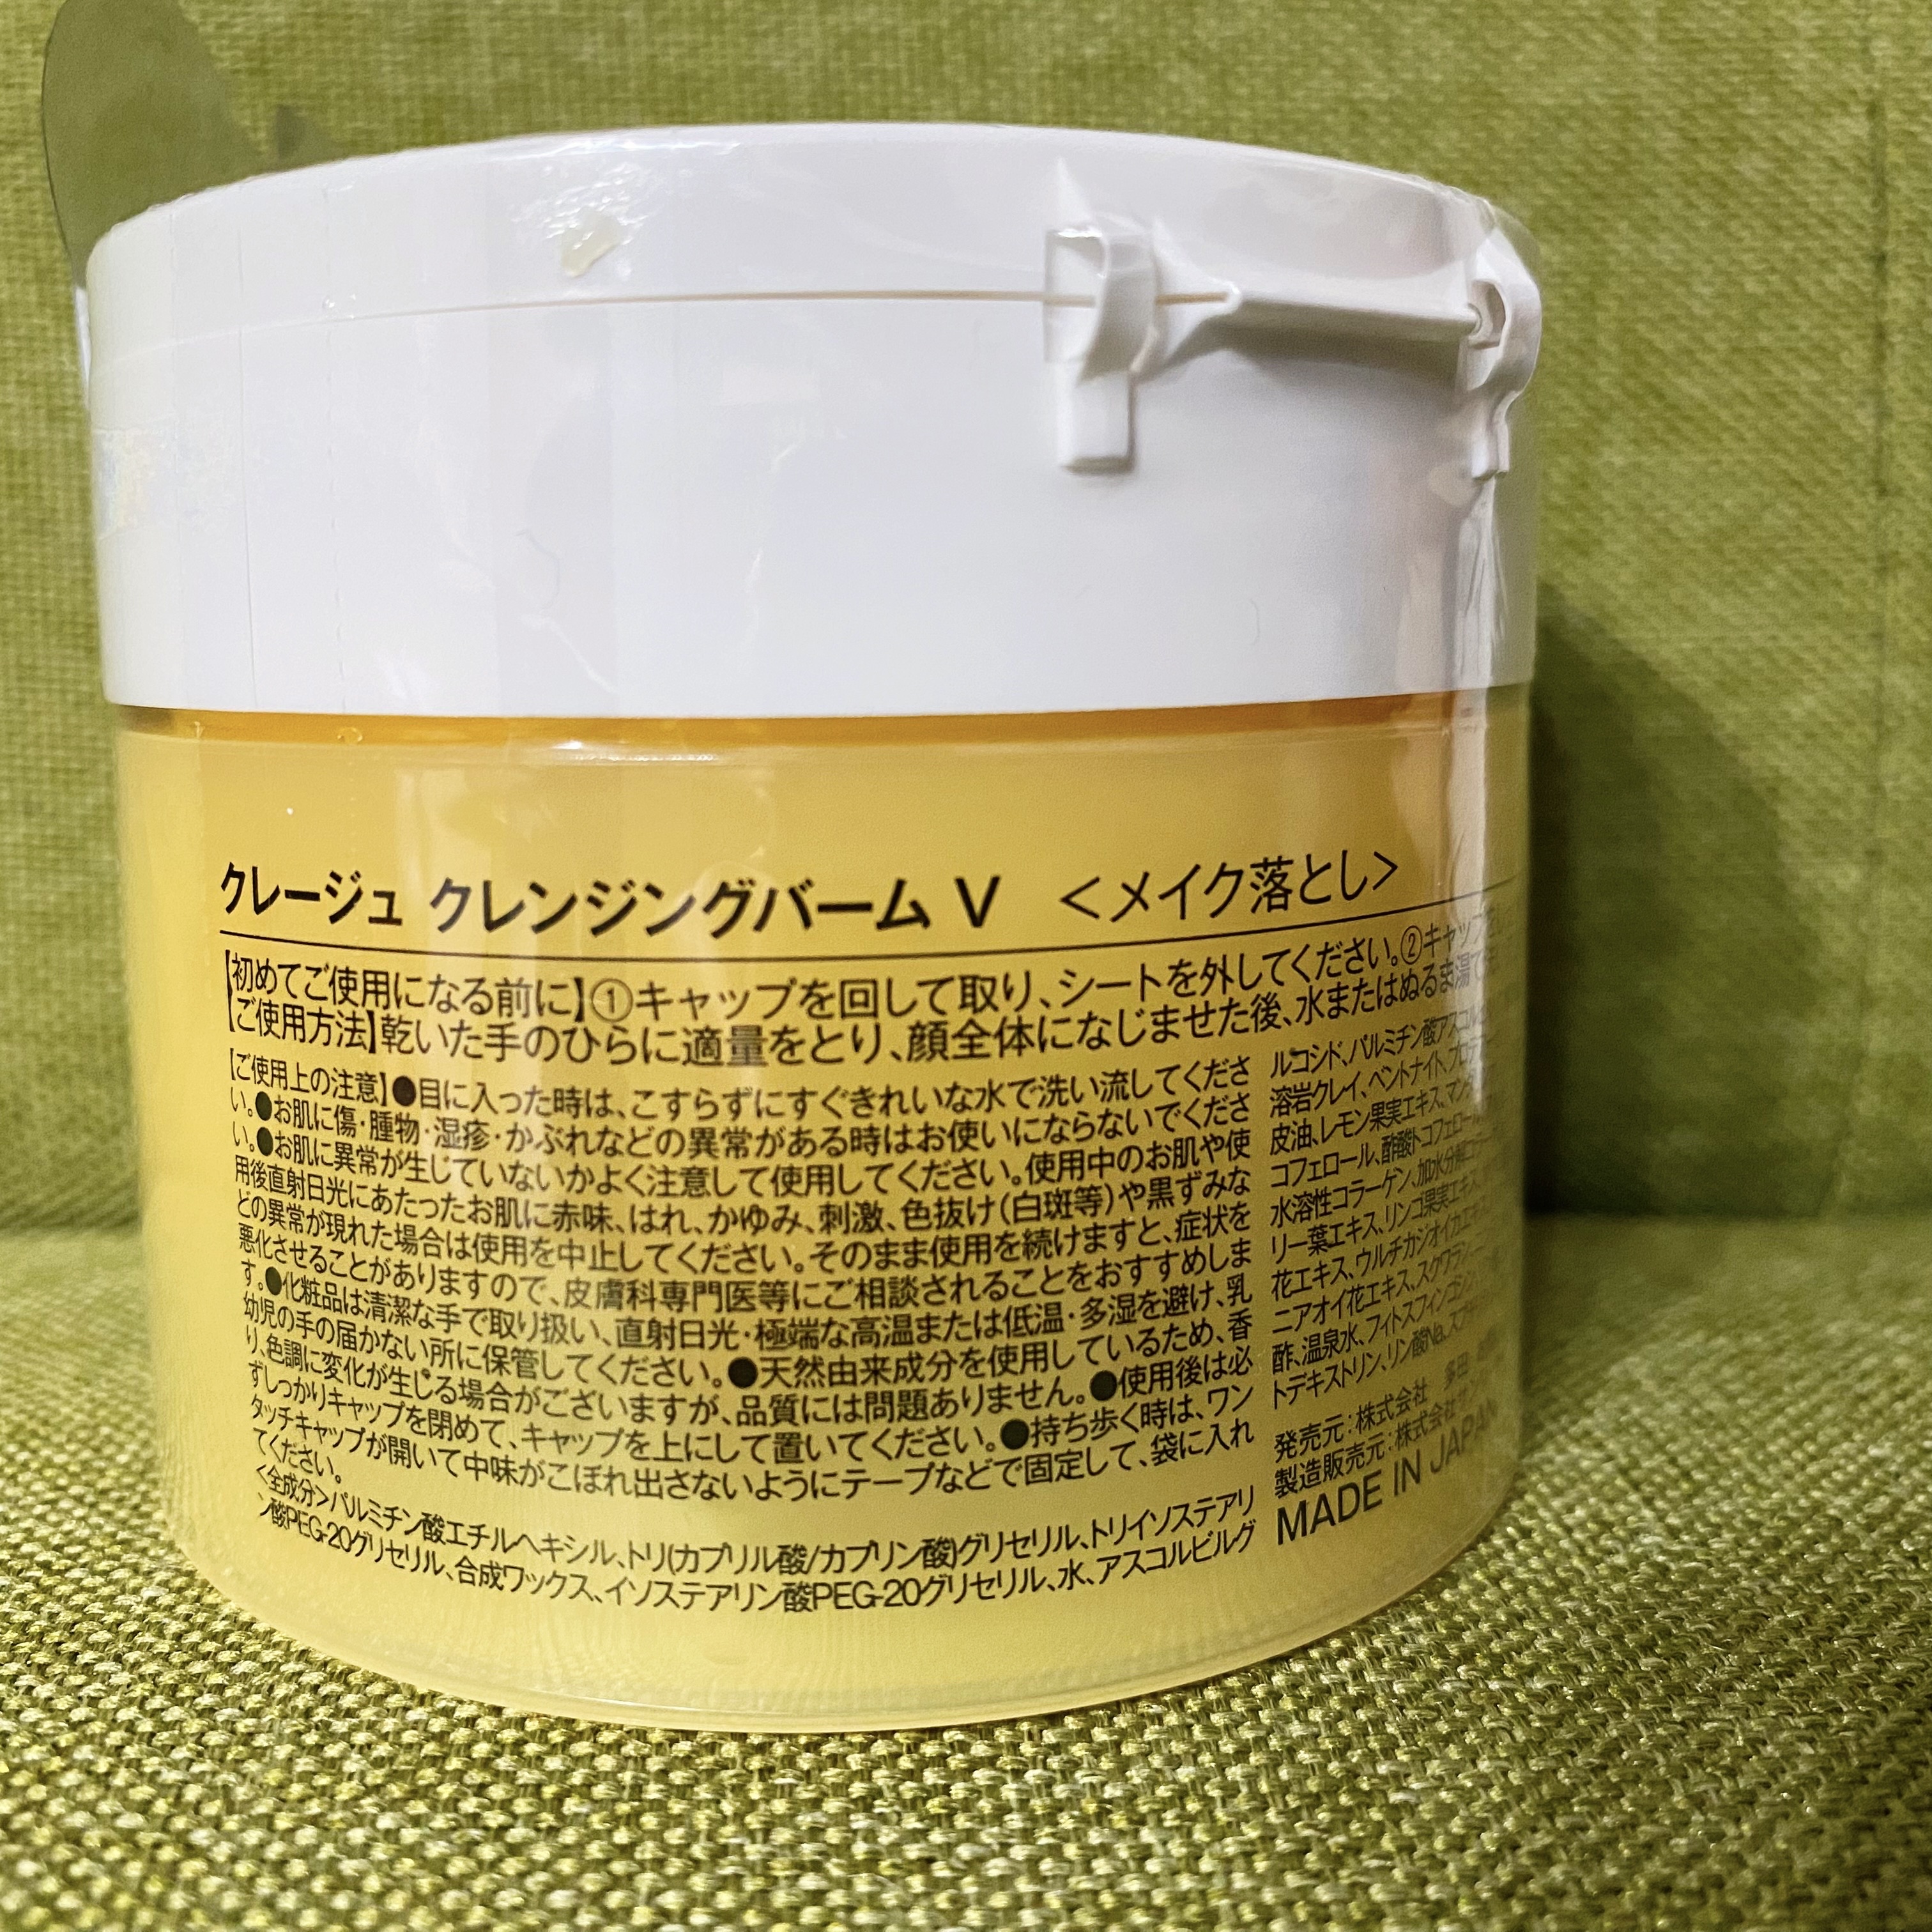 クレージュ クレンジングバーム V <メイク落とし>
【初めてご使用になる前に】①キャップを回して取り、シートを外してください。②キャップ
【ご使用方法】乾いた手のひらに適量をとり、顔全体になじませた後、水またはぬるま湯で
【ご使用上の注意】●目に入った時は、こすらずにすぐきれいな水で洗い流してくださ
い。●お肌に傷・腫物・湿疹・かぶれなどの異常がある時はお使いにならないでくださ
い。●お肌に異常が生じていないかよく注意して使用してください。使用中のお肌や使
用後直射日光にあたったお肌に赤味、はれ、かゆみ、刺激、色抜け(白斑等)や黒ずみな
どの異常が現れた場合は使用を中止してください。そのまま使用を続けますと、症状を
悪化させることがありますので、皮膚科専門医等にご相談されることをおすすめしま
す。●化粧品は清潔な手で取り扱い、直射日光・極端な高温または低温・多湿を避け、乳
幼児の手の届かない所に保管してください。●天然由来成分を使用しているため、香
り、色調に変化が生じる場合がございますが、品質には問題ありません。●使用後は必
ずしっかりキャップを閉めて、キャップを上にして置いてください。●持ち歩く時は、ワン
タッチキャップが開いて中味がこぼれ出さないようにテープなどで固定して、袋に入れ
てください。
<全成分>パルミチン酸エチルヘキシル、トリ(カプリル酸/カプリン酸)グリセリル、トリイソステアリ
ン酸PEG-20グリセリル、合成ワックス、イソステアリン酸PEG-20グリセリル、水、アスコルビルグ
ルコシド、パルミチン酸アスコル
溶岩クレイ、ベントナイト、プロテアー
皮油、レモン果実エキス、マン
コフェロール、酢酸トコフェロール
水溶性コラーゲン、加水分解コラ
リー葉エキス、リンゴ果実エキス
花エキス、ウルチカジオイカエキ
ニアオイ花エキス、スクワラン
酢、温泉水、フィトスフィンゴシン
トデキストリン、リン酸Na、
発売元:株式会社 多田
製造販売元:株式会社サン
MADE IN JAPAN